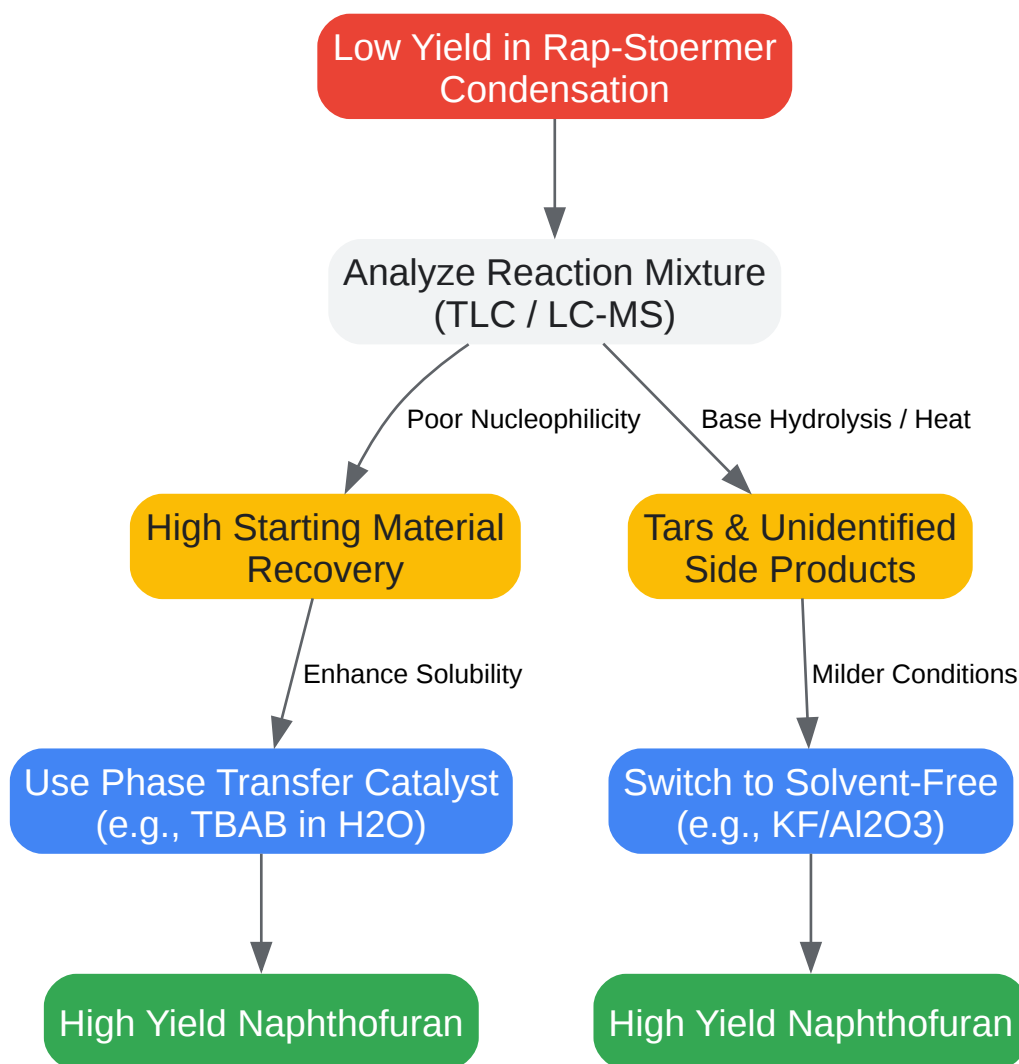 Low Yield in Rap-Stoermer
Condensation
Analyze Reaction Mixture
(TLC / LC-MS)
Poor Nucleophilicity
Base Hydrolysis / Heat
High Starting Material
Recovery
Tars & Unidentified
Side Products
Enhance Solubility
Milder Conditions
Use Phase Transfer Catalyst
(e.g., TBAB in H2O)
Switch to Solvent-Free
(e.g., KF/Al2O3)
High Yield Naphthofuran
High Yield Naphthofuran